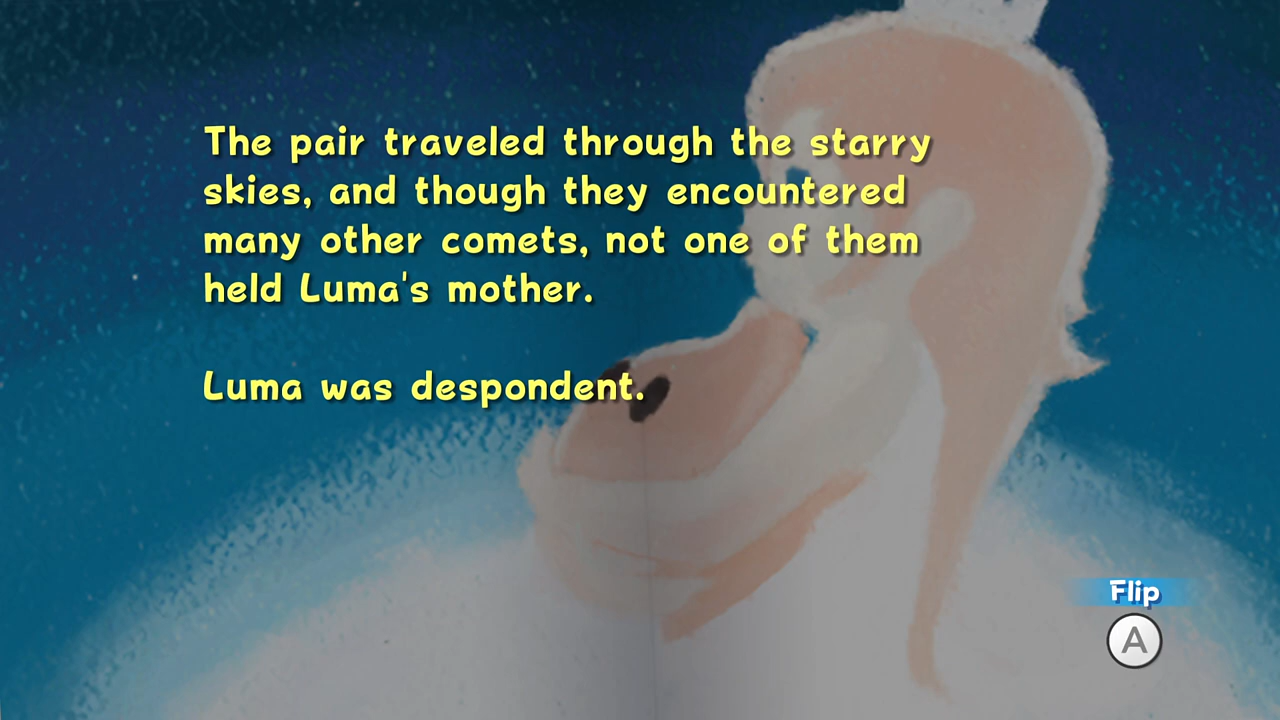 The pair traveled through the starry
skies, and though they encountered
many other comets, not one of them
held Luma's mother.
Luma was despondent.
Flip
A